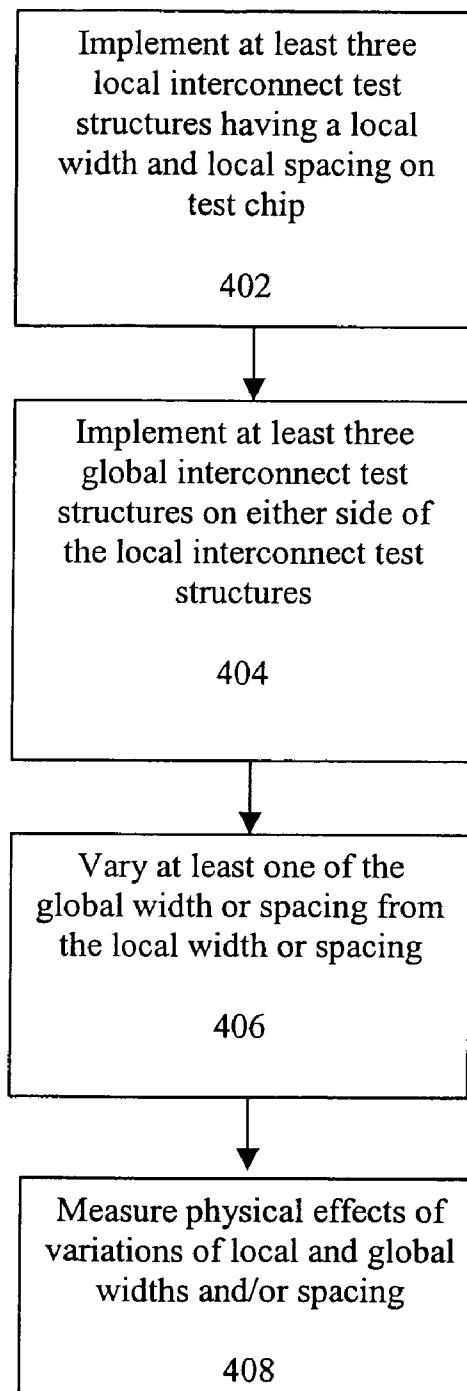 Implement at least three
local interconnect test
structures having a local
width and local spacing on
test chip
402
Implement at least three
global interconnect test
structures on either side of
the local interconnect test
structures
404
Vary at least one of the
global width or spacing from
the local width or spacing
406
Measure physical effects of
variations of local and global
widths and/or spacing
408